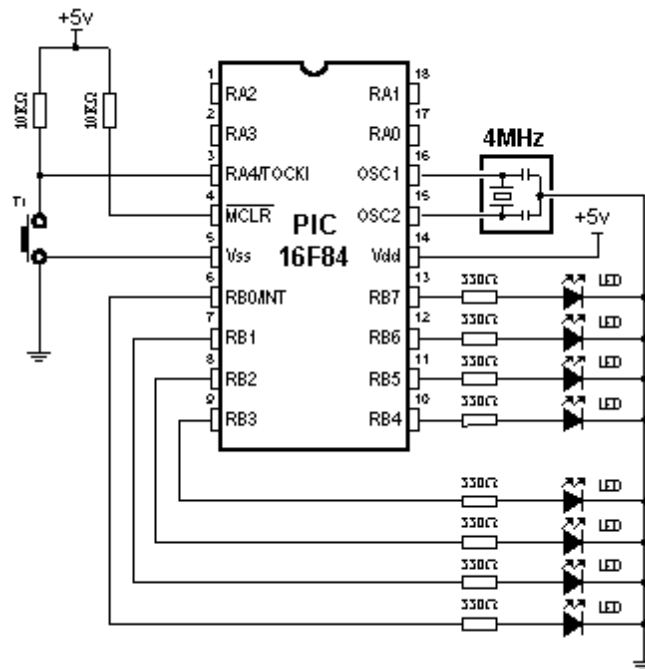 +5v
10KΩ
10KΩ
T1
1 RA2
2 RA3
3 RA4/TOCKI
4 MCLR
5 Vss
6 RB0/INT
7 RB1
8 RB2
9 RB3
PIC
16F84
18 RA1
17 RA0
16 OSC1
15 OSC2
14 Vdd
13 RB7
12 RB6
11 RB5
10 RB4
4MHz
+5v
330Ω LED
330Ω LED
330Ω LED
330Ω LED
330Ω LED
330Ω LED
330Ω LED
330Ω LED